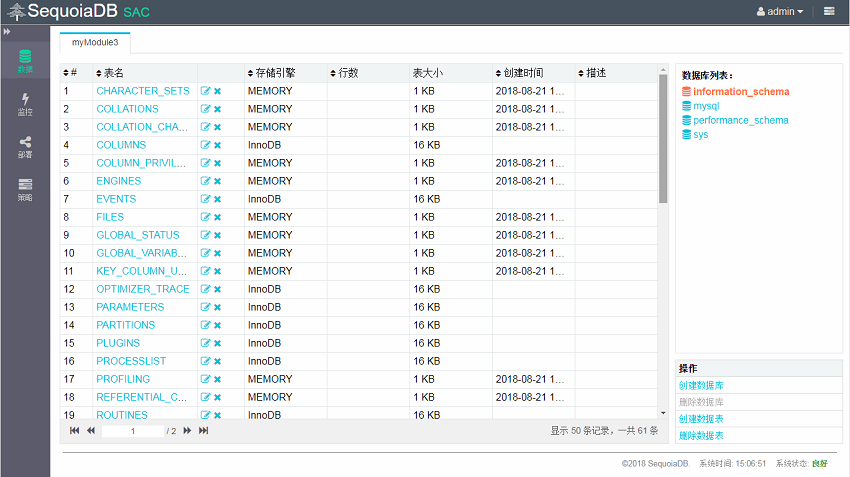 SequoiaDB SAC
admin
myModule3
数据
监控
部署
策略
# 表名 存储引擎 行数 表大小 创建时间 描述
1 CHARACTER_SETS MEMORY 1 KB 2018-08-21 1...
2 COLLATIONS MEMORY 1 KB 2018-08-21 1...
3 COLLATION_CHA... MEMORY 1 KB 2018-08-21 1...
4 COLUMNS InnoDB 16 KB
5 COLUMN_PRIVIL... MEMORY 1 KB 2018-08-21 1...
6 ENGINES MEMORY 1 KB 2018-08-21 1...
7 EVENTS InnoDB 16 KB
8 FILES MEMORY 1 KB 2018-08-21 1...
9 GLOBAL_STATUS MEMORY 1 KB 2018-08-21 1...
10 GLOBAL_VARIAB... MEMORY 1 KB 2018-08-21 1...
11 KEY_COLUMN_U... MEMORY 1 KB 2018-08-21 1...
12 OPTIMIZER_TRACE InnoDB 16 KB
13 PARAMETERS InnoDB 16 KB
14 PARTITIONS InnoDB 16 KB
15 PLUGINS InnoDB 16 KB
16 PROCESSLIST InnoDB 16 KB
17 PROFILING MEMORY 1 KB 2018-08-21 1...
18 REFERENTIAL_C... MEMORY 1 KB 2018-08-21 1...
19 ROUTINES InnoDB 16 KB
1 / 2
显示 50 条记录，一共 61 条
数据库列表：
information_schema
mysql
performance_schema
sys
操作
创建数据库
删除数据库
创建数据表
删除数据表
©2018 SequoiaDB. 系统时间: 15:06:51 系统状态: 良好